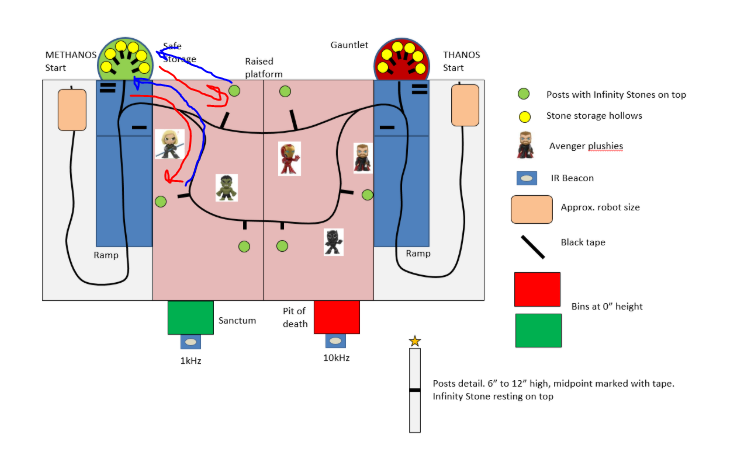 METHANOS
Start
Safe
Storage
Raised
platform
Gauntlet
THANOS
Start
Ramp
Ramp
Sanctum
Pit of
death
1kHz
10kHz
Posts with Infinity Stones on top
Stone storage hollows
Avenger plushies
IR Beacon
Approx. robot size
Black tape
Bins at 0” height
Posts detail. 6” to 12” high, midpoint marked with tape.
Infinity Stone resting on top